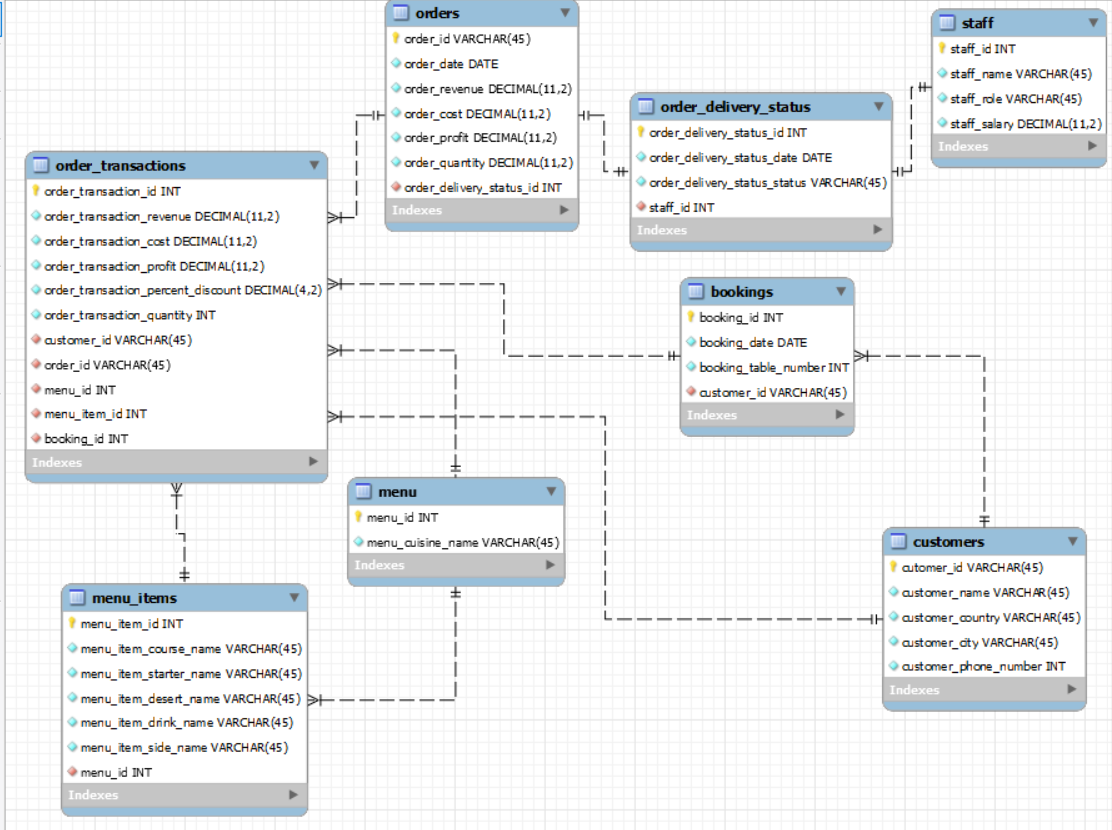 orders
order_id VARCHAR(45)
order_date DATE
order_revenue DECIMAL(11,2)
order_cost DECIMAL(11,2)
order_profit DECIMAL(11,2)
order_quantity DECIMAL(11,2)
order_delivery_status_id INT
Indexes
staff
staff_id INT
staff_name VARCHAR(45)
staff_role VARCHAR(45)
staff_salary DECIMAL(11,2)
Indexes
order_delivery_status
order_delivery_status_id INT
order_delivery_status_date DATE
order_delivery_status_status VARCHAR(45)
staff_id INT
Indexes
order_transactions
order_transaction_id INT
order_transaction_revenue DECIMAL(11,2)
order_transaction_cost DECIMAL(11,2)
order_transaction_profit DECIMAL(11,2)
order_transaction_percent_discount DECIMAL(4,2)
order_transaction_quantity INT
customer_id VARCHAR(45)
order_id VARCHAR(45)
menu_id INT
menu_item_id INT
booking_id INT
Indexes
bookings
booking_id INT
booking_date DATE
booking_table_number INT
customer_id VARCHAR(45)
Indexes
menu
menu_id INT
menu_cuisine_name VARCHAR(45)
Indexes
customers
cutomer_id VARCHAR(45)
customer_name VARCHAR(45)
customer_country VARCHAR(45)
customer_city VARCHAR(45)
customer_phone_number INT
Indexes
menu_items
menu_item_id INT
menu_item_course_name VARCHAR(45)
menu_item_starter_name VARCHAR(45)
menu_item_desert_name VARCHAR(45)
menu_item_drink_name VARCHAR(45)
menu_item_side_name VARCHAR(45)
menu_id INT
Indexes